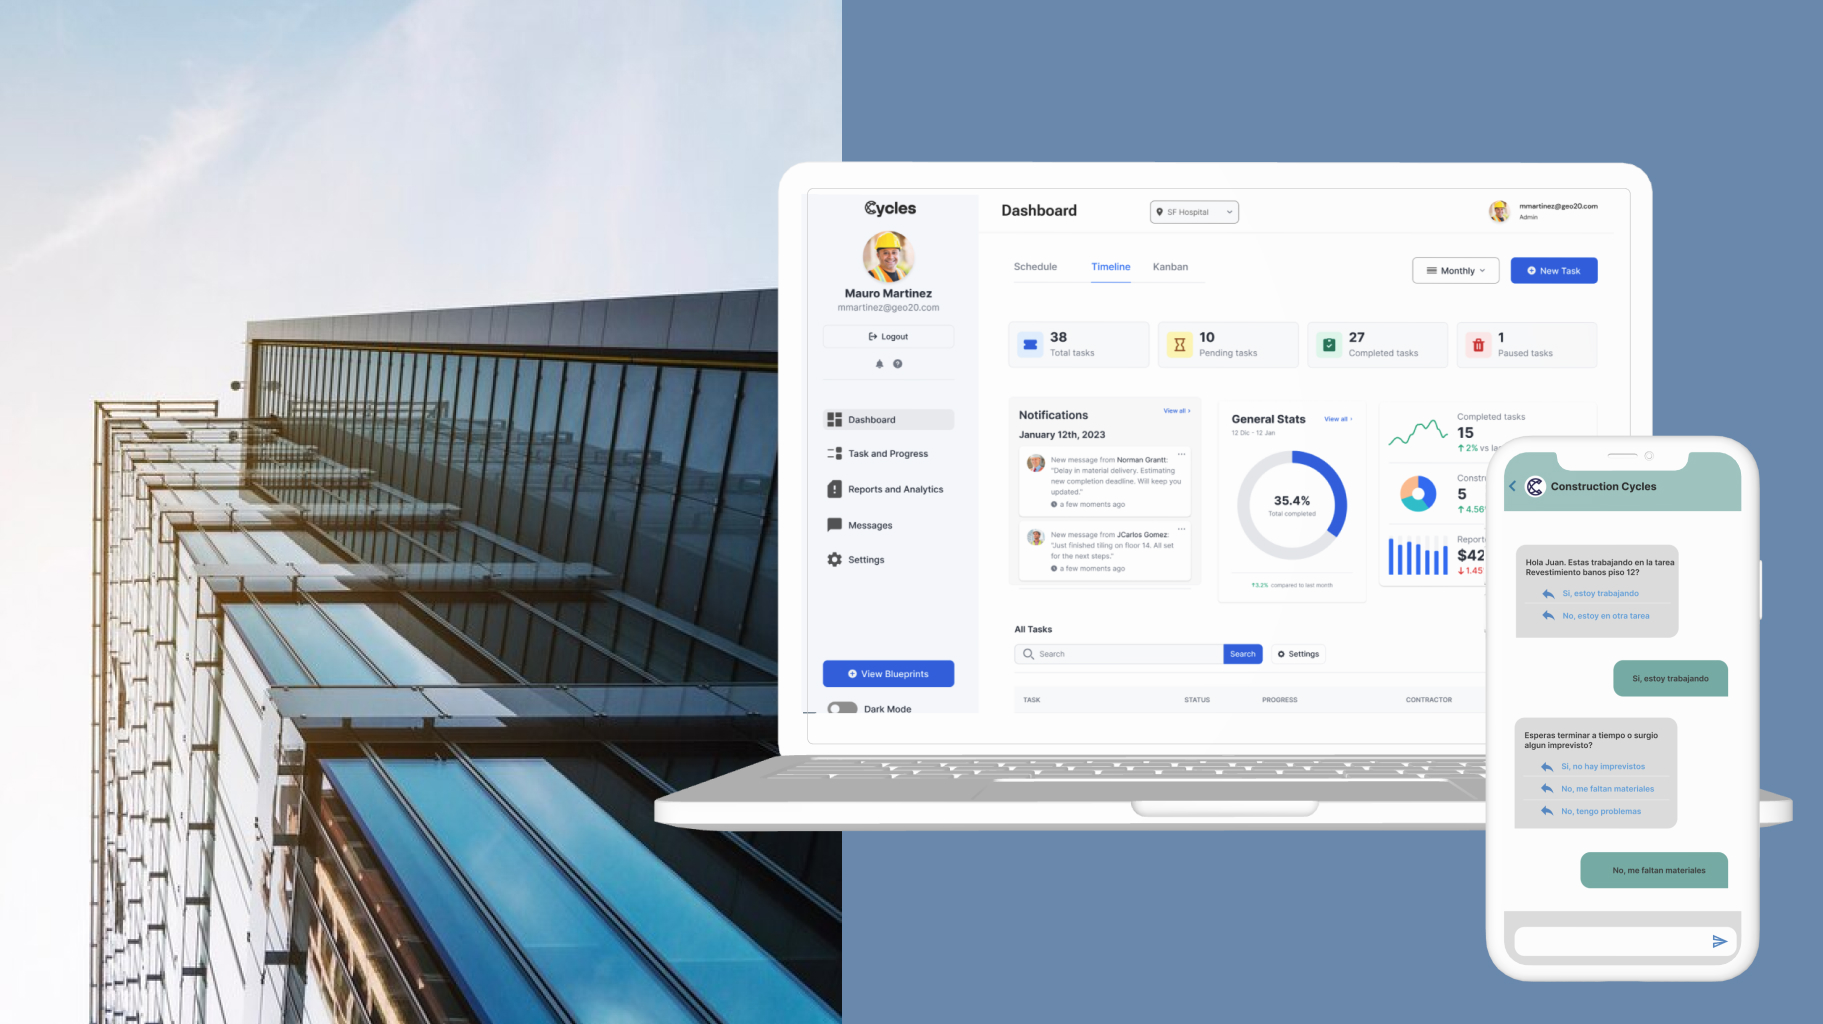 Cycles
Mauro Martinez
mmartinez@geo20.com
Logout
Dashboard
Task and Progress
Reports and Analytics
Messages
Settings
View Blueprints
Dark Mode
Dashboard
SF Hospital
mmartinez@geo20.com
Admin
Schedule
Timeline
Kanban
Monthly
New Task
38
Total tasks
10
Pending tasks
27
Completed tasks
1
Paused tasks
Notifications
View all
January 12th, 2023
New message from Norman Grantt:
"Delay in material delivery. Estimating
new completion deadline. Will keep you
updated."
a few moments ago
New message from JCarlos Gomez:
"Just finished tiling on floor 14. All set
for the next steps."
a few moments ago
General Stats
View all
12 Dic - 12 Jan
35.4%
Total completed
3.2% compared to last month
Completed tasks
15
2% vs la
Constr
5
4.56
Report
$42
1.45
All Tasks
Search
Search
Settings
TASK
STATUS
PROGRESS
CONTRACTOR
Construction Cycles
Hola Juan. Estas trabajando en la tarea
Revestimiento banos piso 12?
Si, estoy trabajando
No, estoy en otra tarea
Si, estoy trabajando
Esperas terminar a tiempo o surgio
algun imprevisto?
Si, no hay imprevistos
No, me faltan materiales
No, tengo problemas
No, me faltan materiales